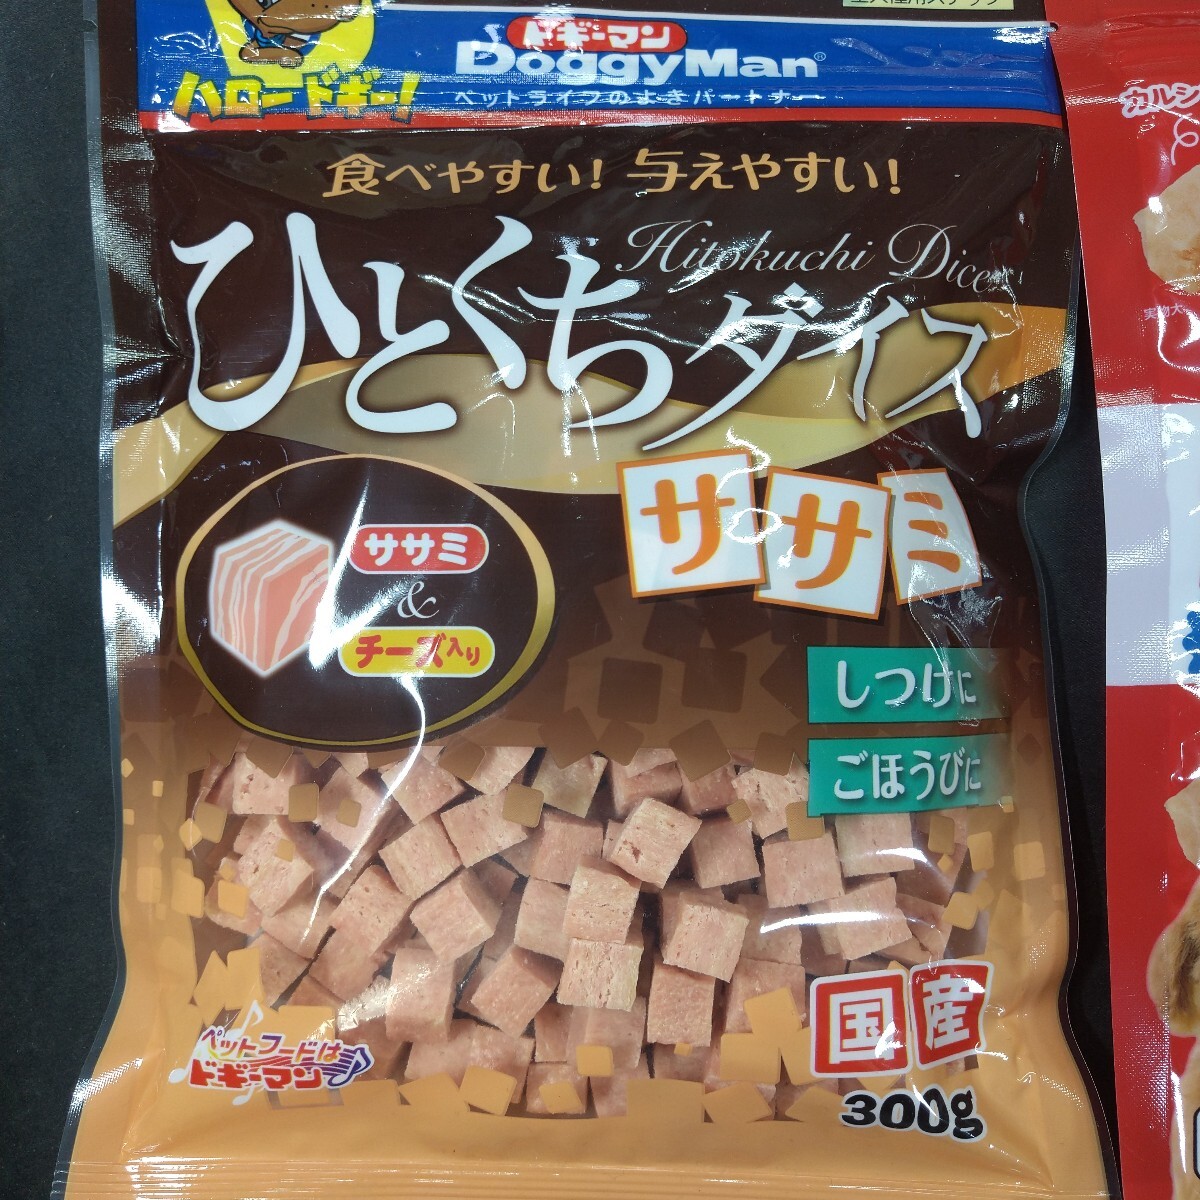 ドギーマン
DoggyMan®
ペットライフのよきパートナー
ハロードギー!
食べやすい! 与えやすい!
Hitokuchi Dice
ひとくちダイス
ササミ
ササミ
&
チーズ入り
しつけに
ごほうびに
国産
300g
ペットフードは
ドギーマン
カルシ